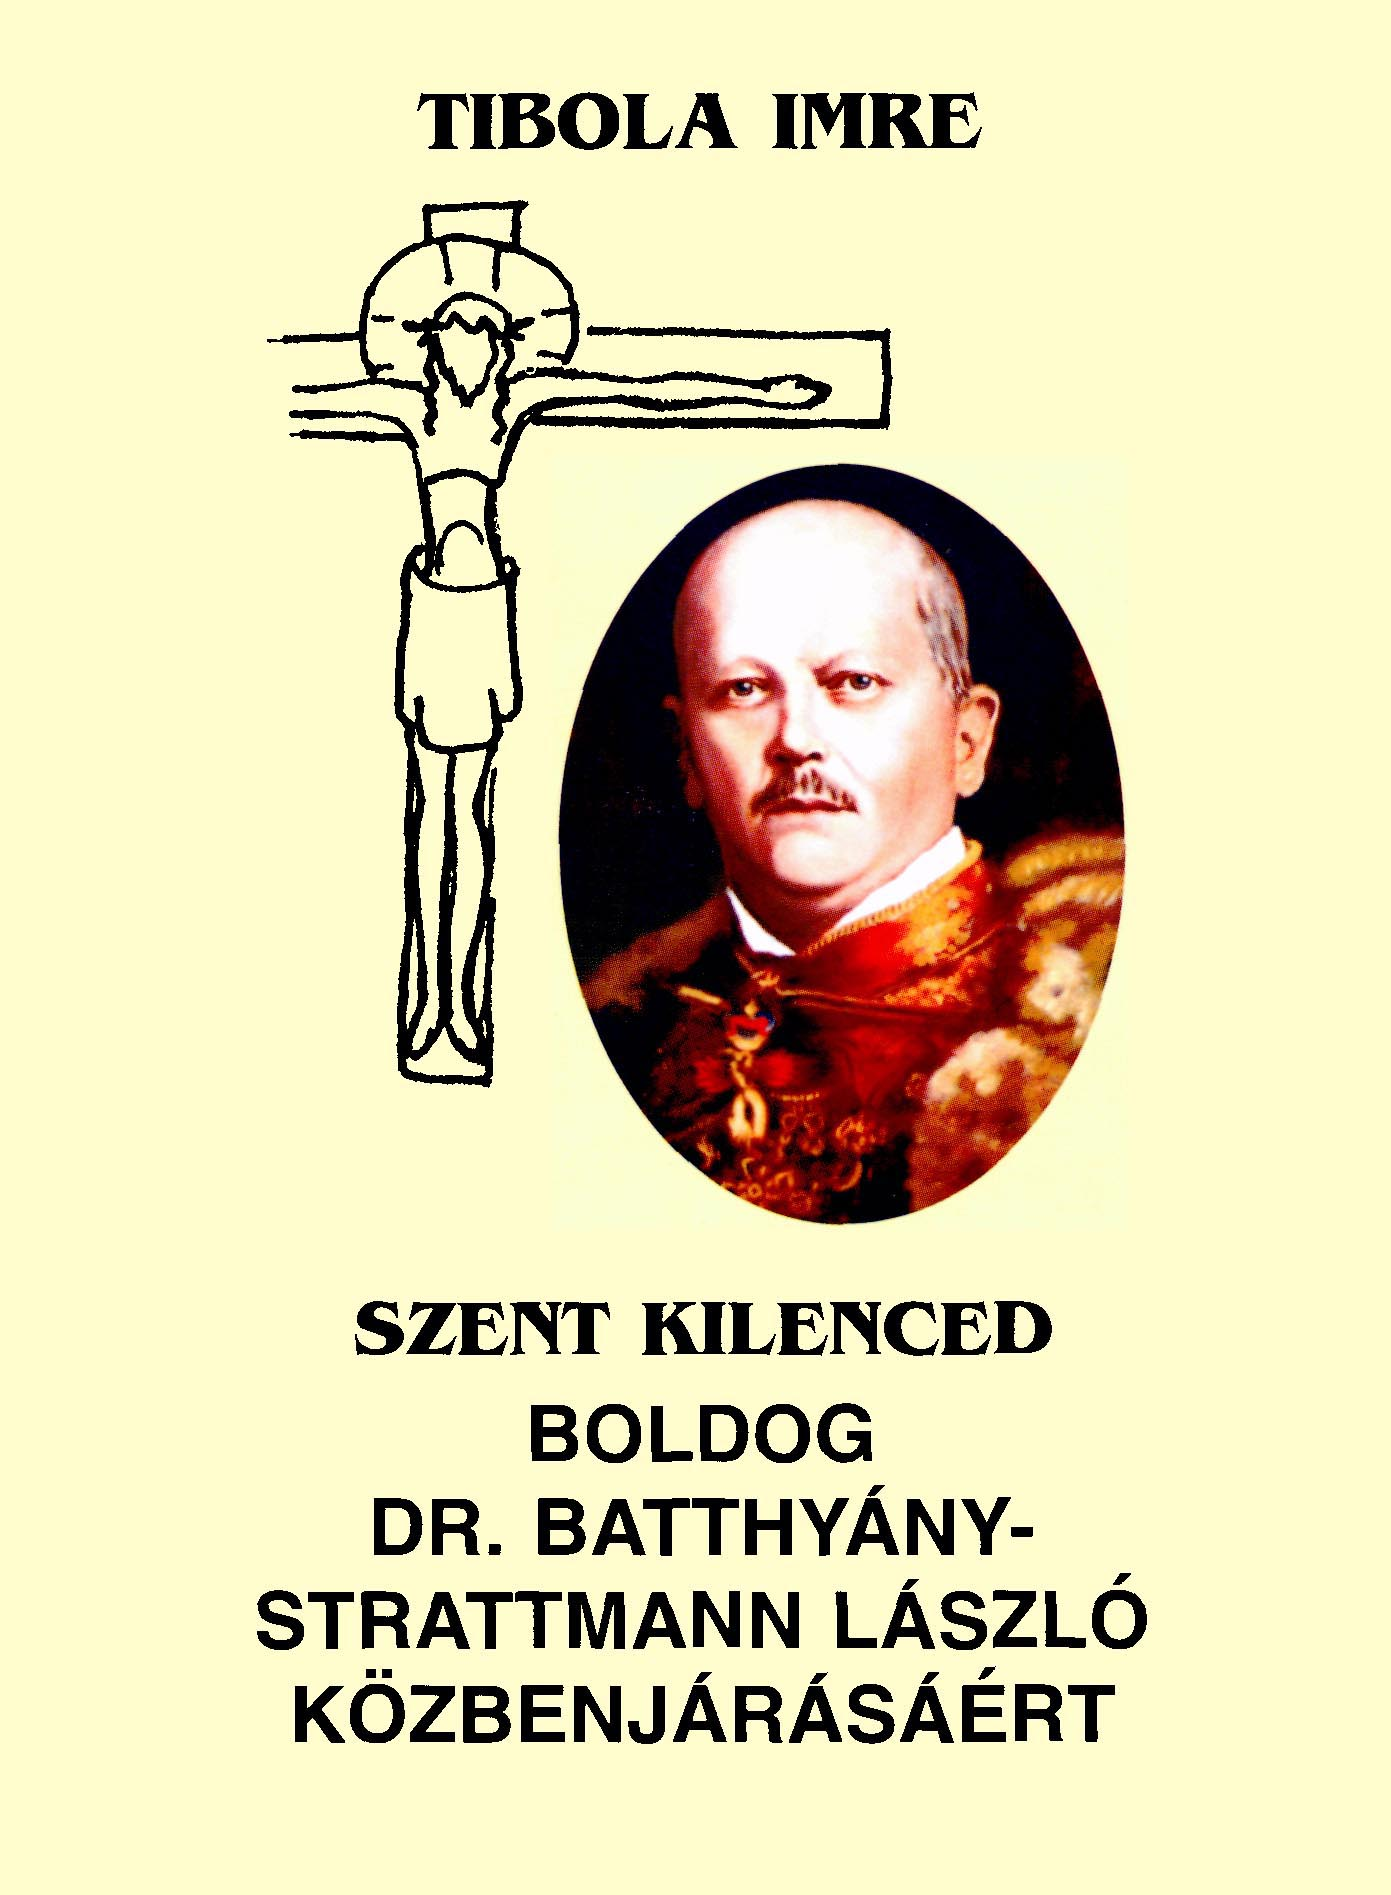 TIBOLA IMRE
SZENT KILENCED
BOLDOG
DR. BATTHYÁNY-
STRATTMANN LÁSZLÓ
KÖZBENJÁRÁSÁÉRT